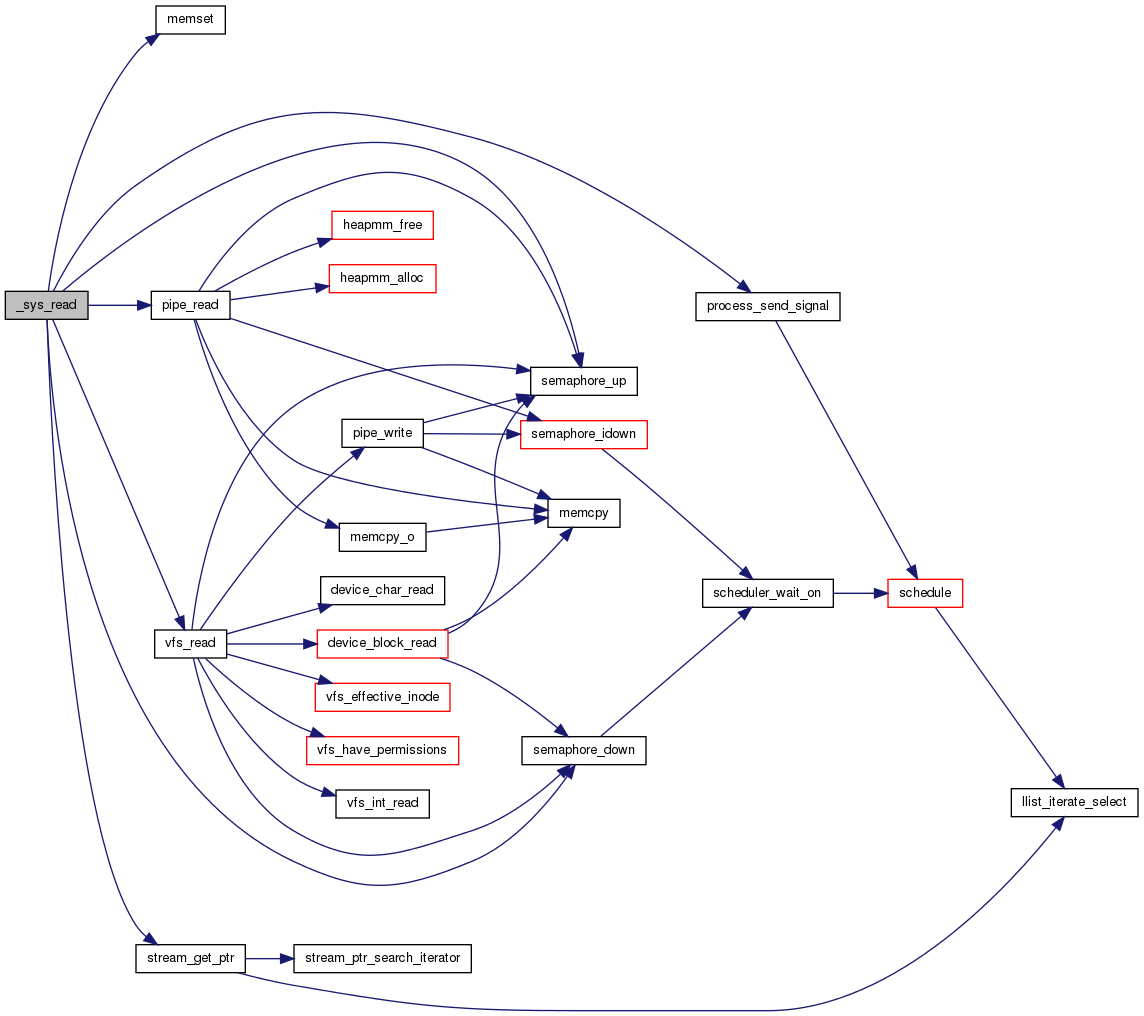 memset
_sys_read
pipe_read
heapmm_free
heapmm_alloc
process_send_signal
semaphore_up
pipe_write
semaphore_idown
memcpy
memcpy_o
device_char_read
scheduler_wait_on
schedule
vfs_read
device_block_read
vfs_effective_inode
vfs_have_permissions
semaphore_down
vfs_int_read
llist_iterate_select
stream_get_ptr
stream_ptr_search_iterator